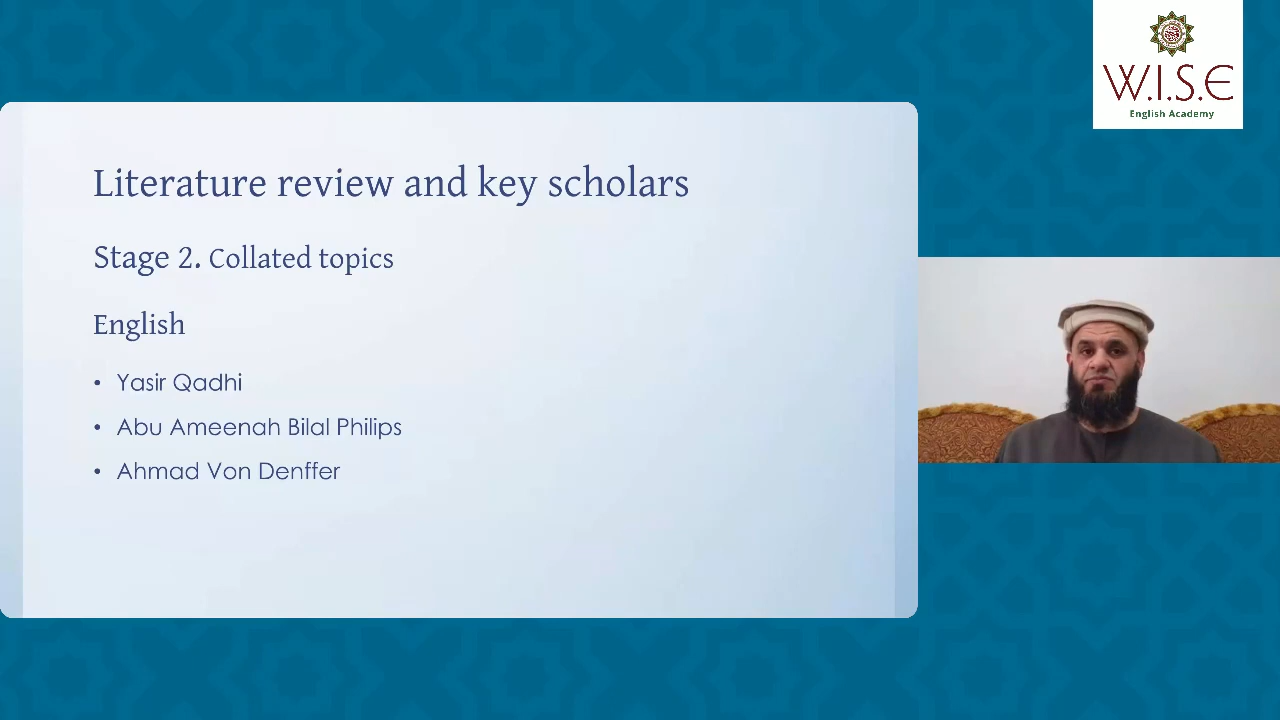 W.I.S.E
English Academy
Literature review and key scholars
Stage 2. Collated topics
English
• Yasir Qadhi
• Abu Ameenah Bilal Philips
• Ahmad Von Denffer